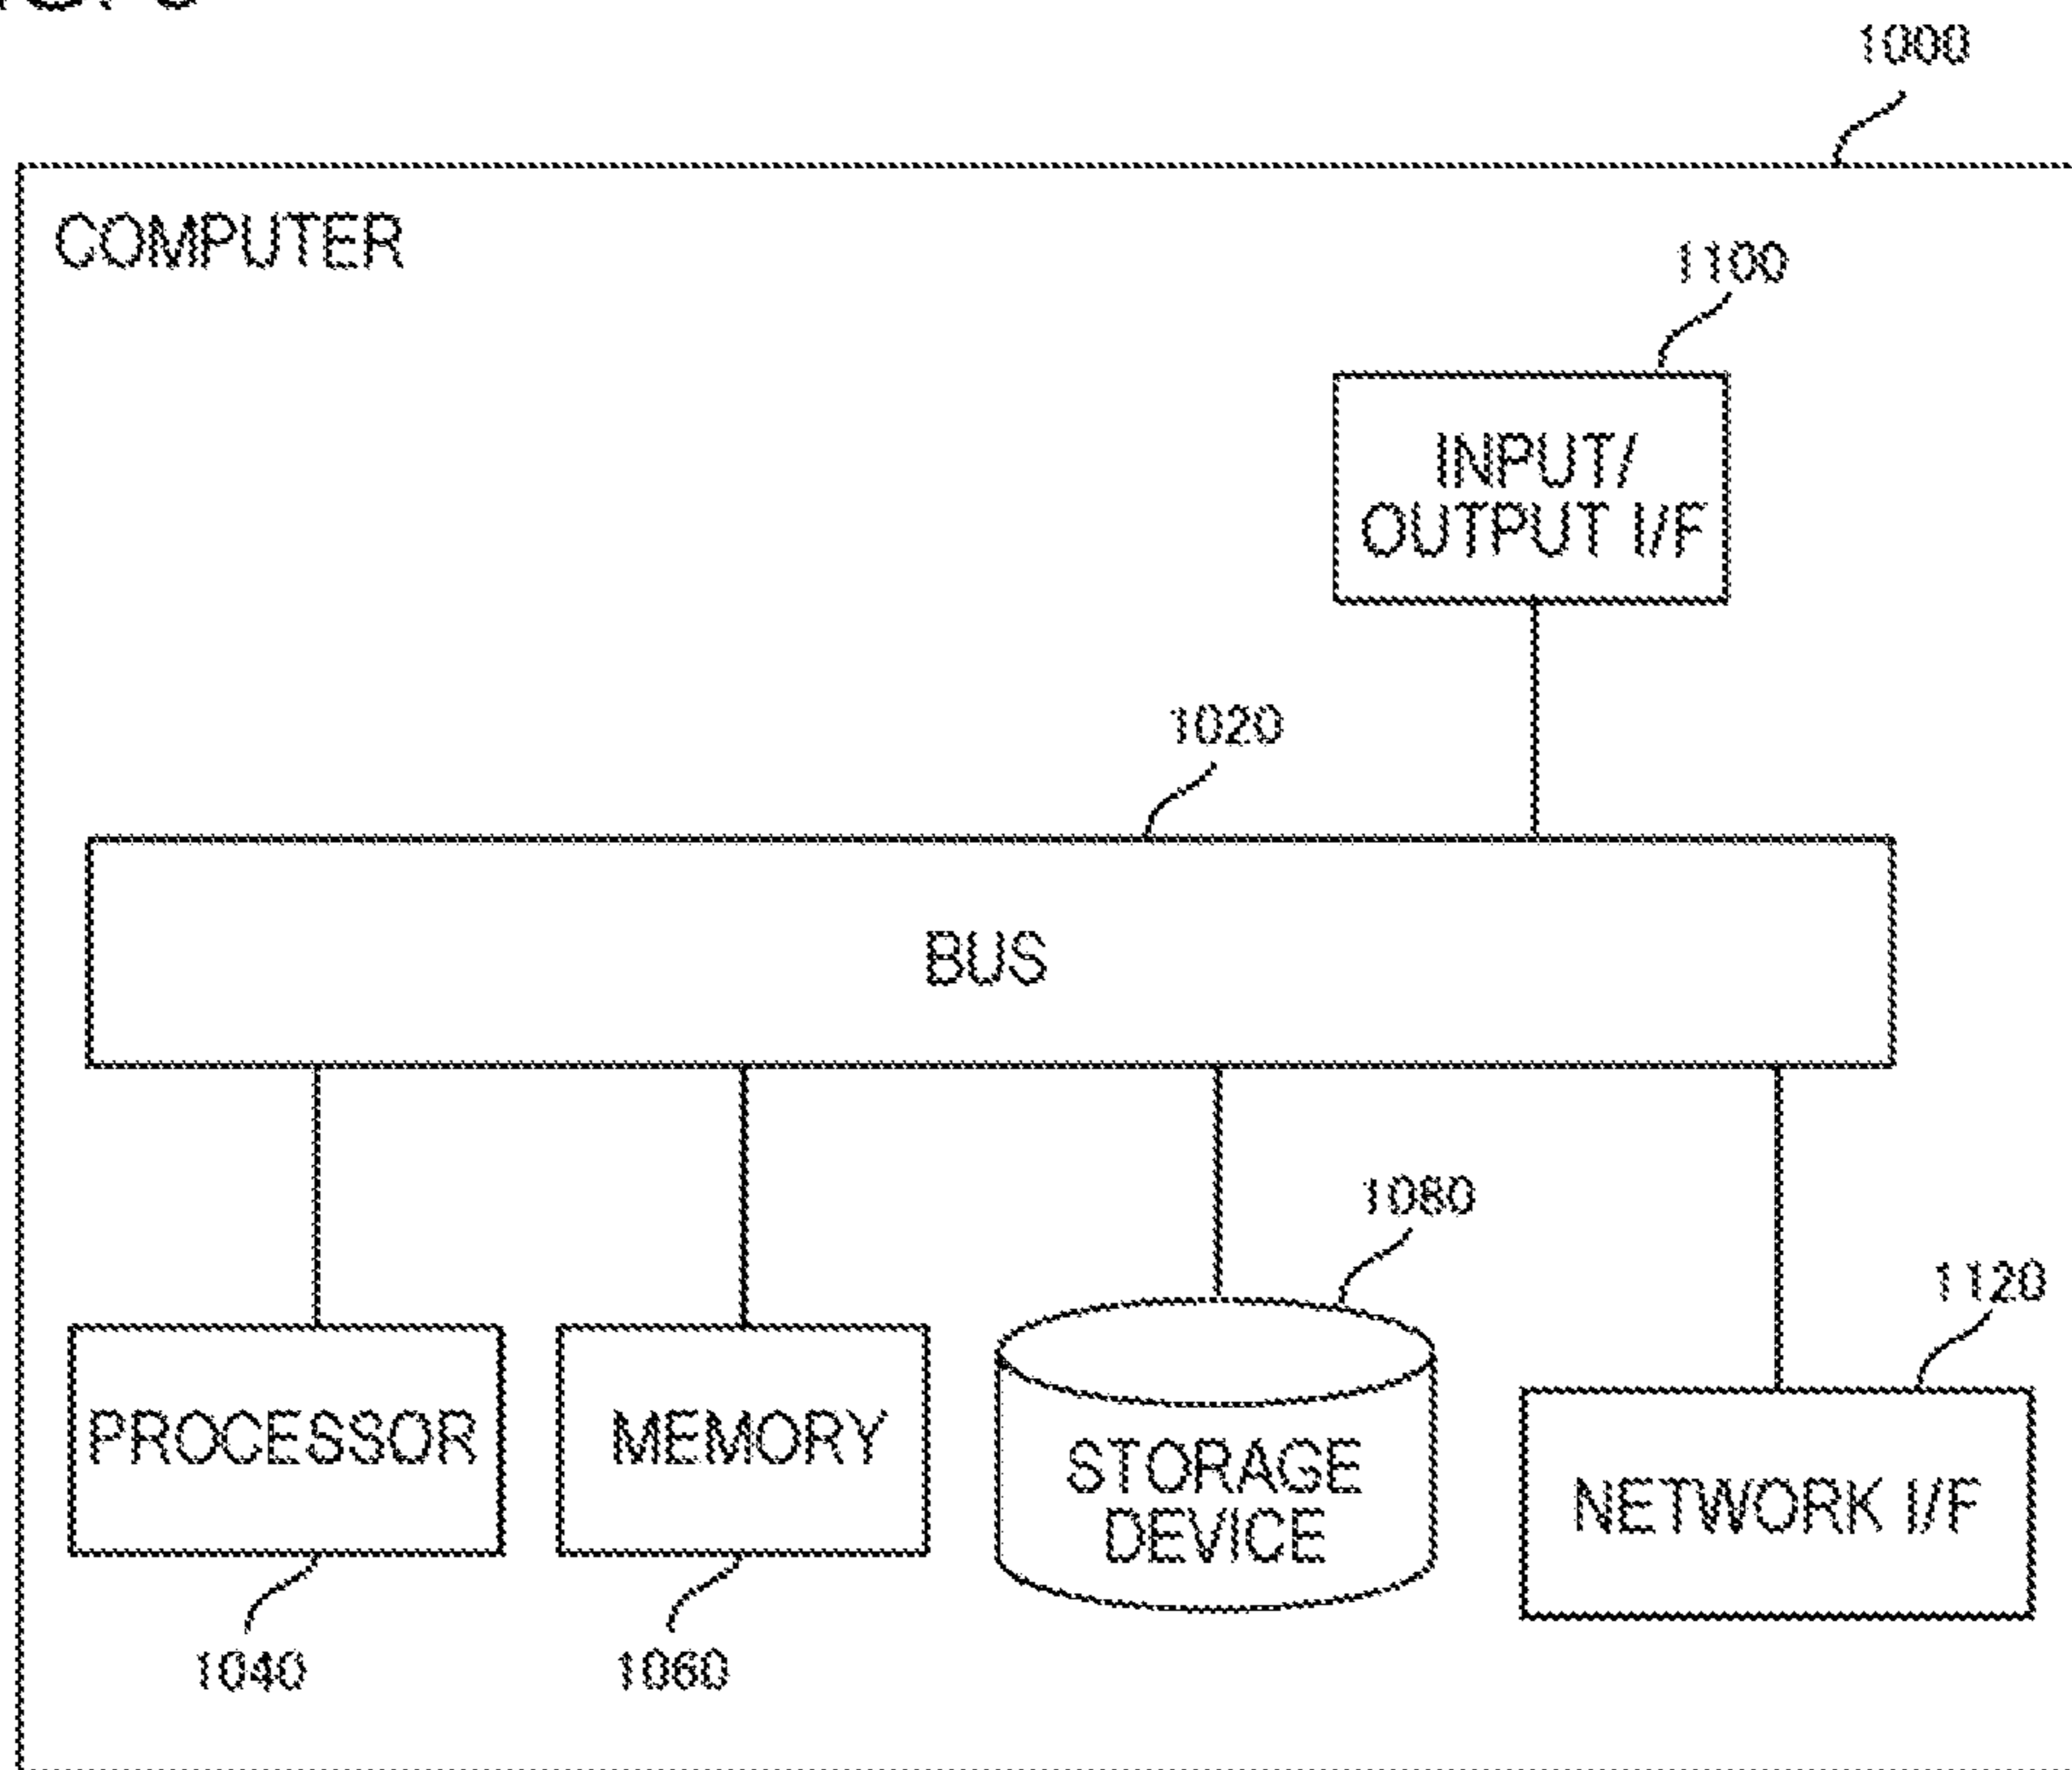 1000
COMPUTER
1100
INPUT/
OUTPUT I/F
1020
BUS
1080
1120
PROCESSOR
MEMORY
STORAGE
DEVICE
NETWORK I/F
1040
1060